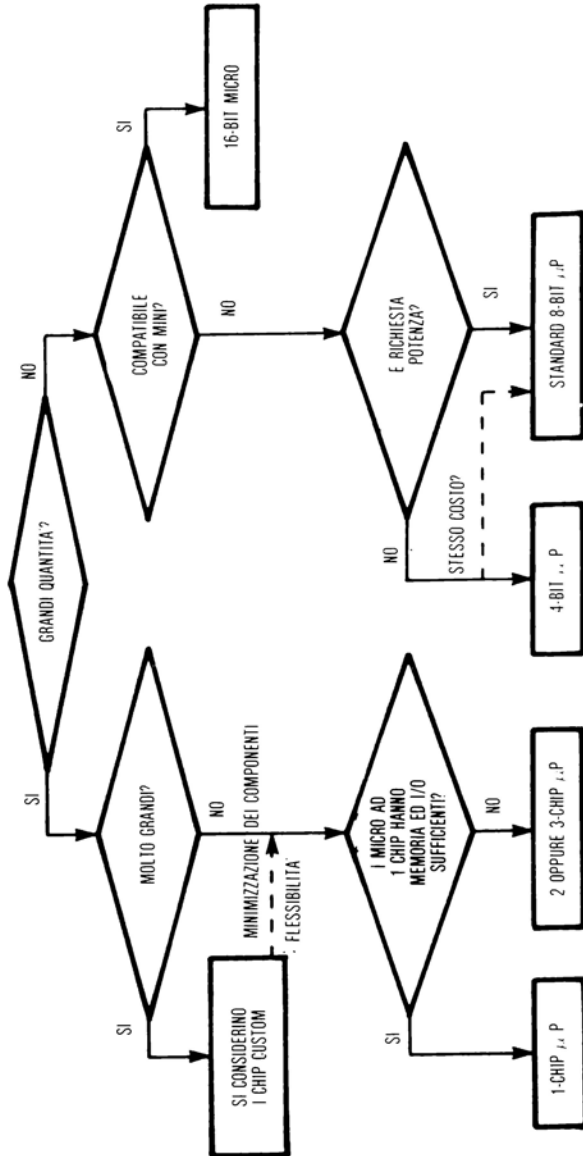 GRANDI QUANTITA'?
SI
NO
MOLTO GRANDI?
COMPATIBILE
CON MINI?
SI
NO
NO
SI
SI CONSIDERINO
I CHIP CUSTOM
MINIMIZZAZIONE DEI COMPONENTI
FLESSIBILITA'
16-BIT MICRO
I MICRO AD
1 CHIP HANNO
MEMORIA ED I/O
SUFFICIENTI?
E RICHIESTA
POTENZA?
SI
NO
NO
SI
STESSO COSTO?
1-CHIP μP
2 OPPURE 3-CHIP μP
4-BIT μP
STANDARD 8-BIT μP